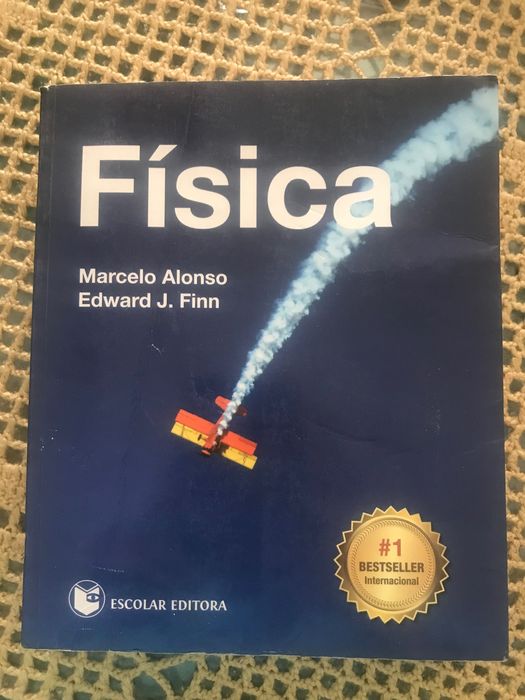 Física
Marcelo Alonso
Edward J. Finn
#1
BESTSELLER
Internacional
ESCOLAR EDITORA